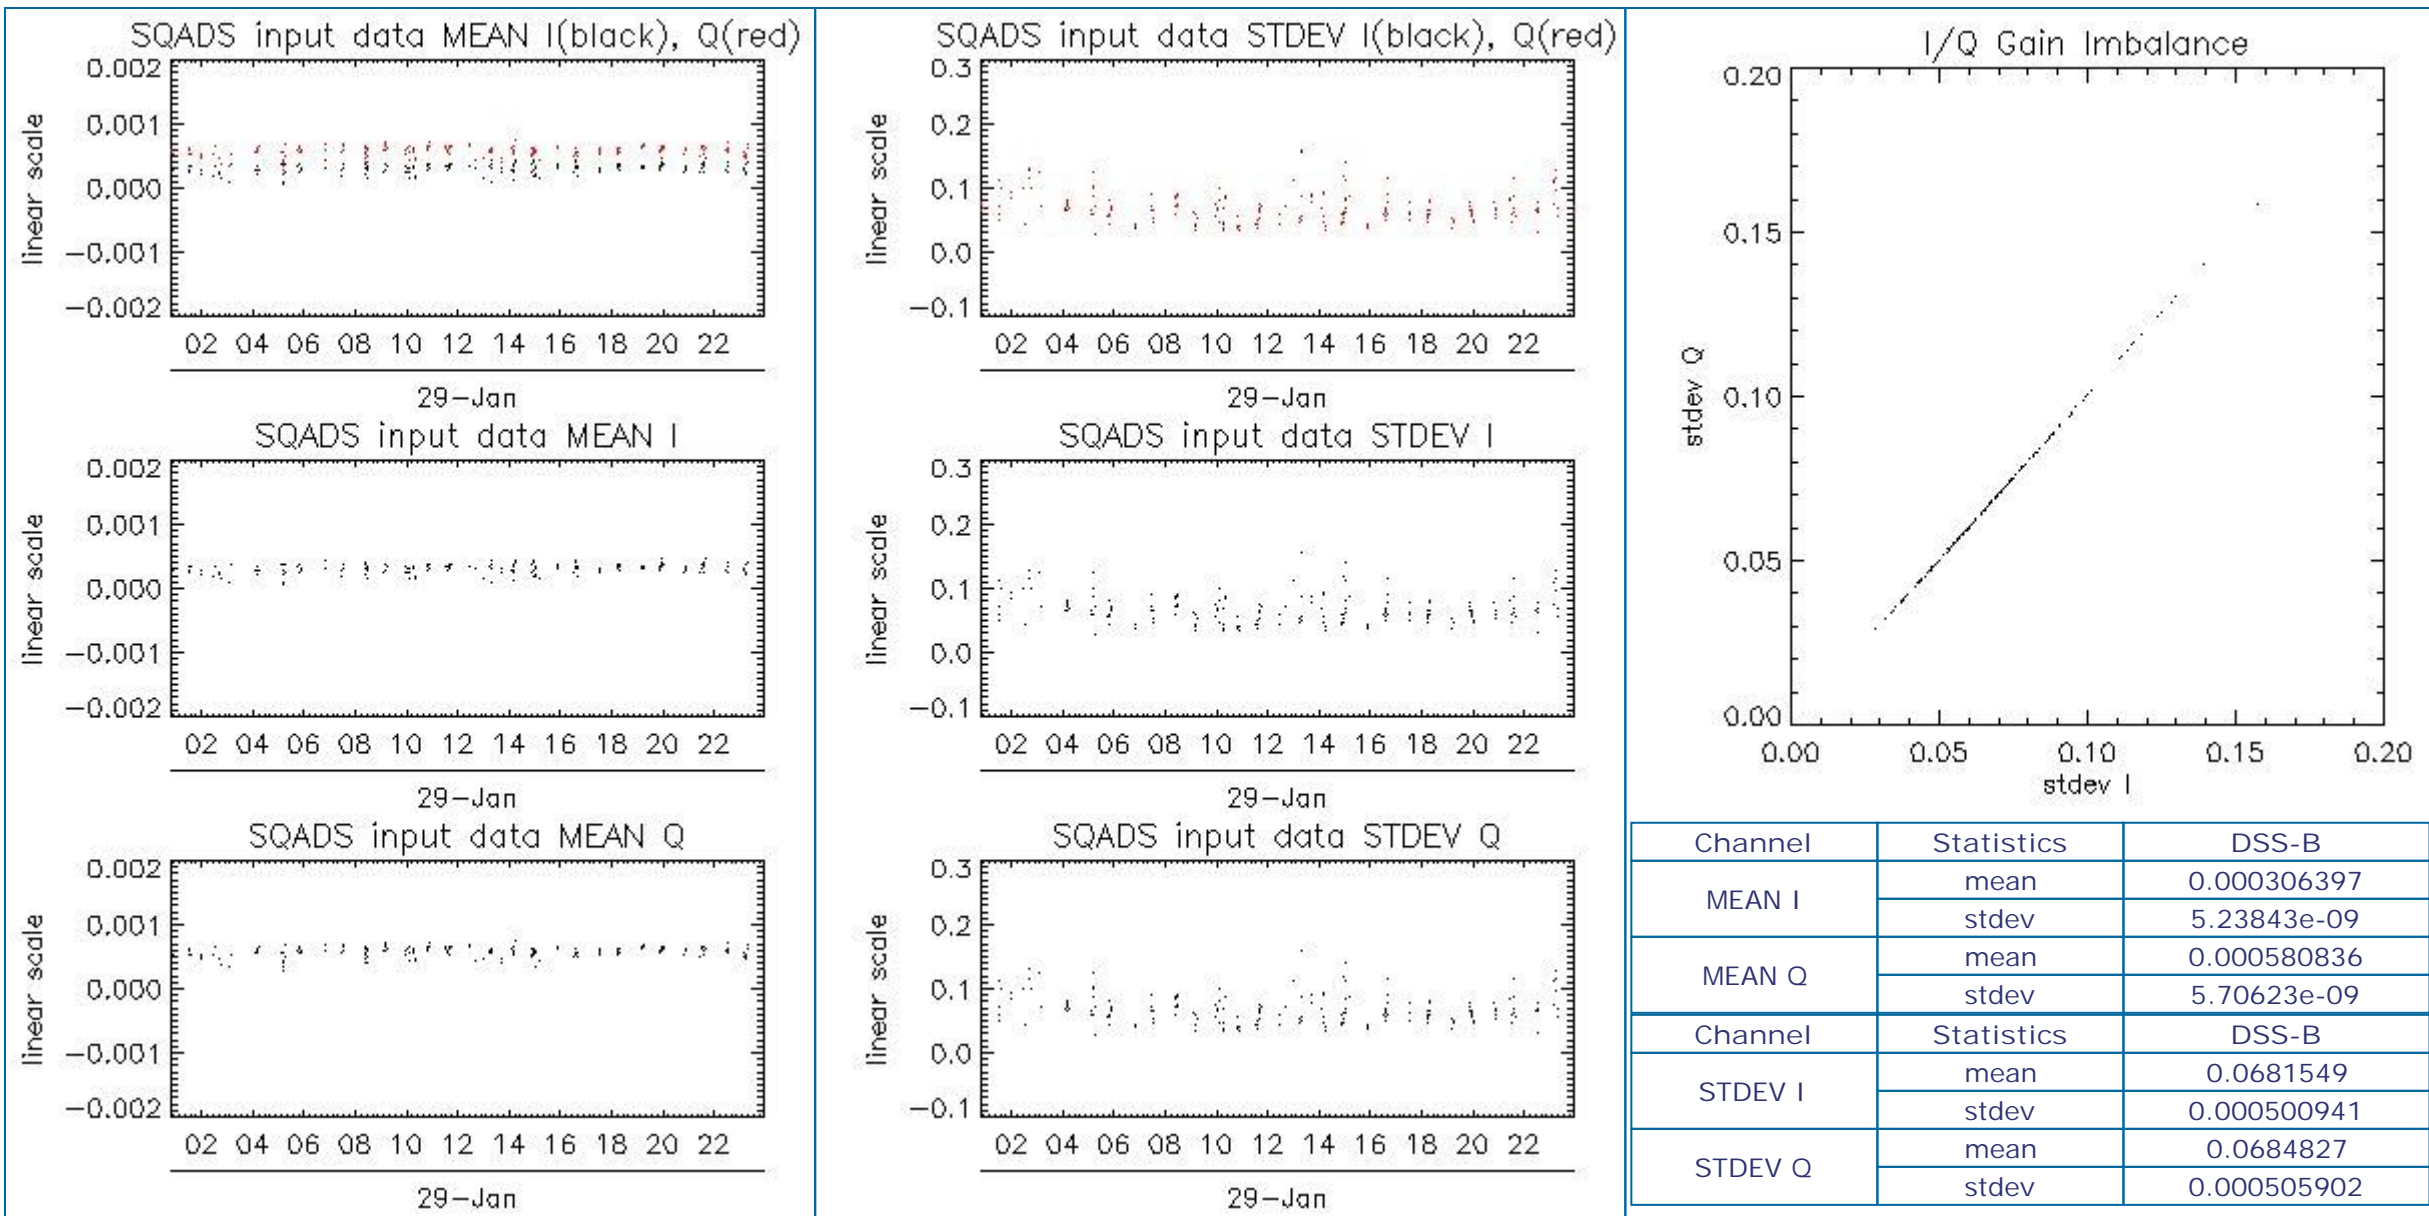 SQADS input data MEAN I(black), Q(red)
0.002
0.001
0.000
-0.001
-0.002
linear scale
02 04 06 08 10 12 14 16 18 20 22
29-Jan
SQADS input data MEAN I
0.002
0.001
0.000
-0.001
-0.002
linear scale
02 04 06 08 10 12 14 16 18 20 22
29-Jan
SQADS input data MEAN Q
0.002
0.001
0.000
-0.001
-0.002
linear scale
02 04 06 08 10 12 14 16 18 20 22
29-Jan
SQADS input data STDEV I(black), Q(red)
0.3
0.2
0.1
0.0
-0.1
linear scale
02 04 06 08 10 12 14 16 18 20 22
29-Jan
SQADS input data STDEV I
0.3
0.2
0.1
0.0
-0.1
linear scale
02 04 06 08 10 12 14 16 18 20 22
29-Jan
SQADS input data STDEV Q
0.3
0.2
0.1
0.0
-0.1
linear scale
02 04 06 08 10 12 14 16 18 20 22
29-Jan
I/Q Gain Imbalance
0.20
0.15
0.10
0.05
0.00
stdev Q
0.00 0.05 0.10 0.15 0.20
stdev I
Channel Statistics DSS-B
MEAN I mean 0.000306397
stdev 5.23843e-09
MEAN Q mean 0.000580836
stdev 5.70623e-09
Channel Statistics DSS-B
STDEV I mean 0.0681549
stdev 0.000500941
STDEV Q mean 0.0684827
stdev 0.000505902